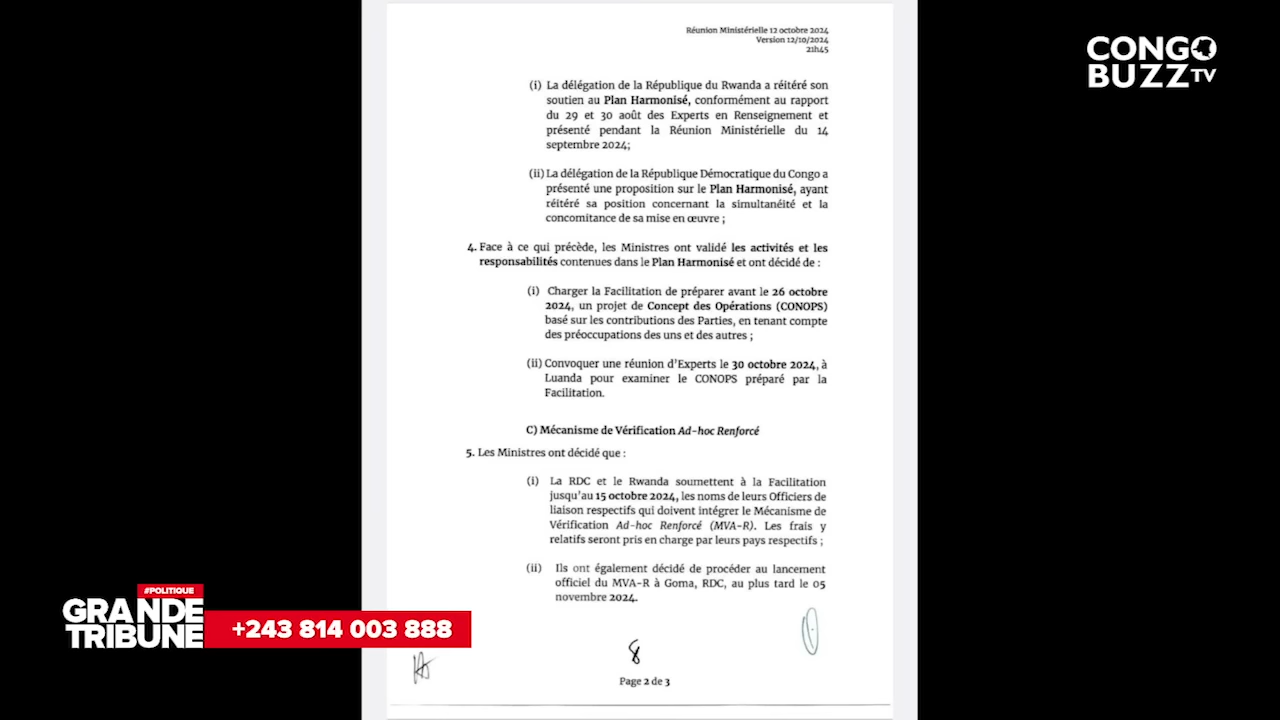 Réunion Ministérielle 12 octobre 2024
Version 12/10/2024
21h45
CONGO
BUZZ TV
(i) La délégation de la République du Rwanda a réitéré son
soutien au Plan Harmonisé, conformément au rapport
du 29 et 30 août des Experts en Renseignement et
présenté pendant la Réunion Ministérielle du 14
septembre 2024;
(ii) La délégation de la République Démocratique du Congo a
présenté une proposition sur le Plan Harmonisé, ayant
réitéré sa position concernant la simultanéité et la
concomitance de sa mise en œuvre ;
4. Face à ce qui précède, les Ministres ont validé les activités et les
responsabilités contenues dans le Plan Harmonisé et ont décidé de :
(i) Charger la Facilitation de préparer avant le 26 octobre
2024, un projet de Concept des Opérations (CONOPS)
basé sur les contributions des Parties, en tenant compte
des préoccupations des uns et des autres ;
(ii) Convoquer une réunion d'Experts le 30 octobre 2024, à
Luanda pour examiner le CONOPS préparé par la
Facilitation.
C) Mécanisme de Vérification Ad-hoc Renforcé
5. Les Ministres ont décidé que :
(i) La RDC et le Rwanda soumettent à la Facilitation
jusqu'au 15 octobre 2024, les noms de leurs Officiers de
liaison respectifs qui doivent intégrer le Mécanisme de
Vérification Ad-hoc Renforcé (MVA-R). Les frais y
relatifs seront pris en charge par leurs pays respectifs ;
(ii) Ils ont également décidé de procéder au lancement
officiel du MVA-R à Goma, RDC, au plus tard le 05
novembre 2024.
Page 2 de 3
#POLITIQUE
GRANDE
TRIBUNE
+243 814 003 888